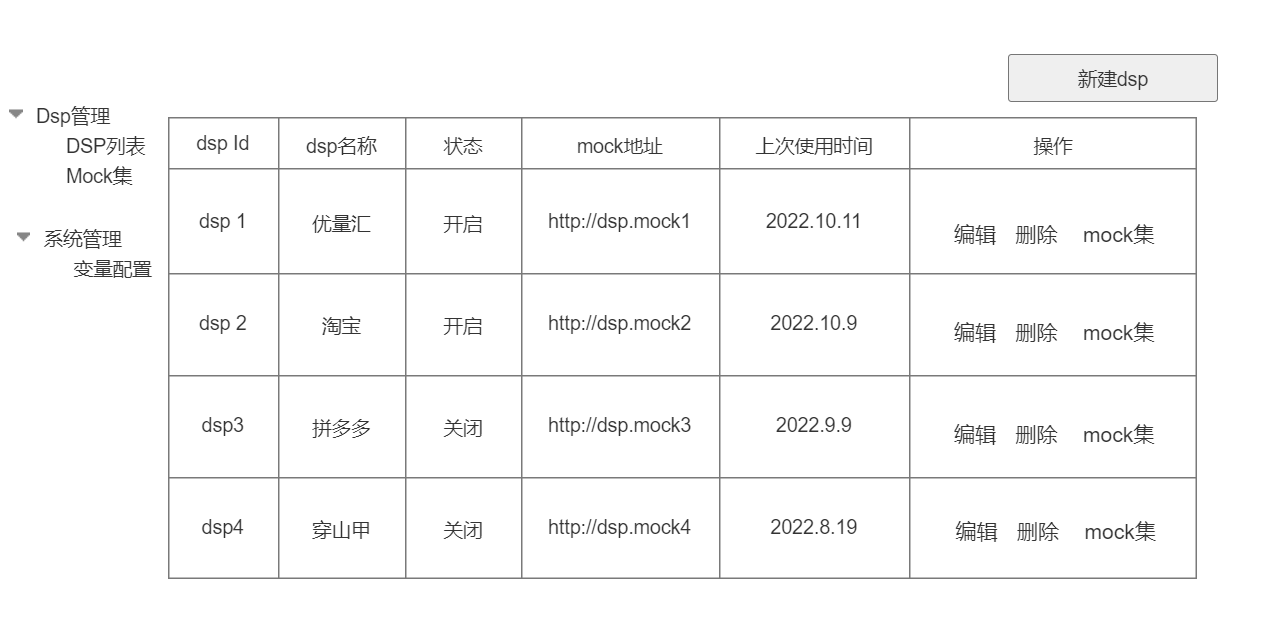 新建dsp
Dsp管理
DSP列表
Mock集
系统管理
变量配置
dsp Id dsp名称 状态 mock地址 上次使用时间 操作
dsp 1 优量汇 开启 http://dsp.mock1 2022.10.11 编辑 删除 mock集
dsp 2 淘宝 开启 http://dsp.mock2 2022.10.9 编辑 删除 mock集
dsp3 拼多多 关闭 http://dsp.mock3 2022.9.9 编辑 删除 mock集
dsp4 穿山甲 关闭 http://dsp.mock4 2022.8.19 编辑 删除 mock集